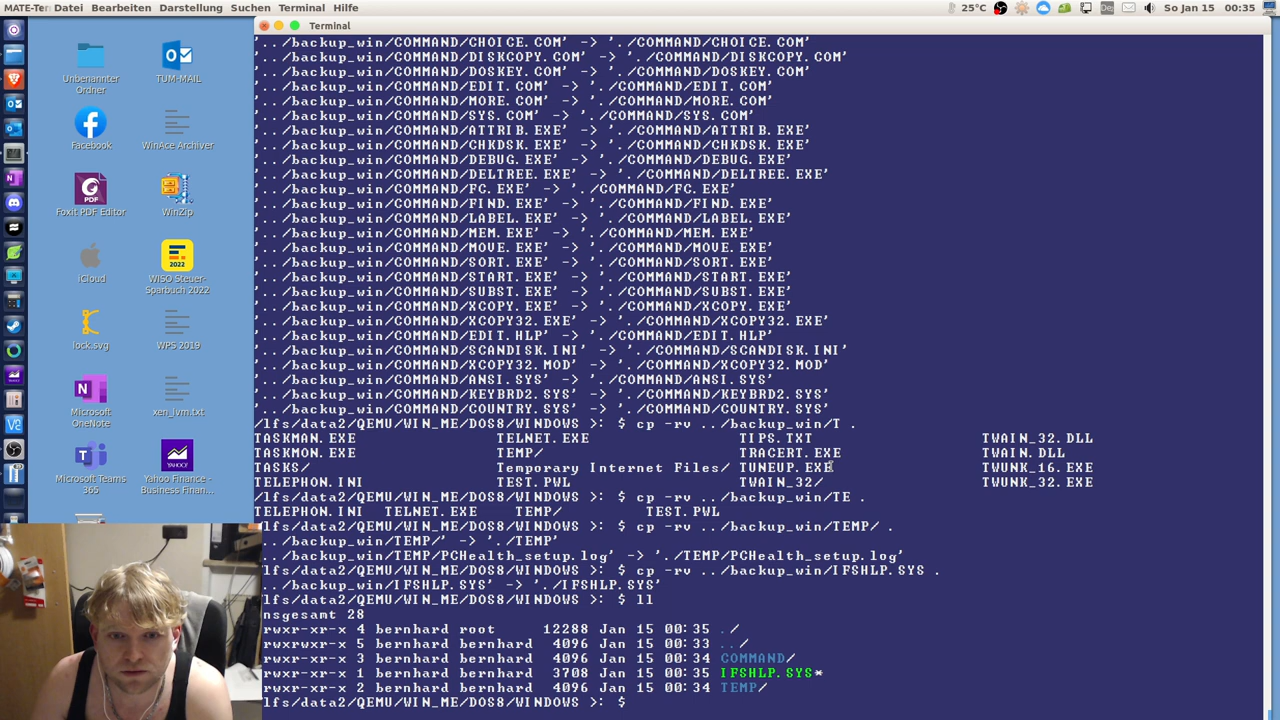 MATE-Ter Datei Bearbeiten Darstellung Suchen Terminal Hilfe
25°C De So Jan 15 00:35
Terminal
Unbenannter
Ordner
TUM-MAIL
Facebook
WinAce Archiver
PDF
Foxit PDF Editor
WinZip
iCloud
2022
WISO Steuer-
Sparbuch 2022
lock.svg
WPS 2019
Microsoft
OneNote
xen_lvm.txt
Microsoft Teams
365
YAHOO!
Yahoo Finance -
Business Finan...
'../backup_win/COMMAND/CHOICE.COM' -> './COMMAND/CHOICE.COM'
'../backup_win/COMMAND/DISKCOPY.COM' -> './COMMAND/DISKCOPY.COM'
'../backup_win/COMMAND/DOSKEY.COM' -> './COMMAND/DOSKEY.COM'
'../backup_win/COMMAND/EDIT.COM' -> './COMMAND/EDIT.COM'
'../backup_win/COMMAND/MORE.COM' -> './COMMAND/MORE.COM'
'../backup_win/COMMAND/SYS.COM' -> './COMMAND/SYS.COM'
'../backup_win/COMMAND/ATTRIB.EXE' -> './COMMAND/ATTRIB.EXE'
'../backup_win/COMMAND/CHKDSK.EXE' -> './COMMAND/CHKDSK.EXE'
'../backup_win/COMMAND/DEBUG.EXE' -> './COMMAND/DEBUG.EXE'
'../backup_win/COMMAND/DELTREE.EXE' -> './COMMAND/DELTREE.EXE'
'../backup_win/COMMAND/FC.EXE' -> './COMMAND/FC.EXE'
'../backup_win/COMMAND/FIND.EXE' -> './COMMAND/FIND.EXE'
'../backup_win/COMMAND/LABEL.EXE' -> './COMMAND/LABEL.EXE'
'../backup_win/COMMAND/MEM.EXE' -> './COMMAND/MEM.EXE'
'../backup_win/COMMAND/MOVE.EXE' -> './COMMAND/MOVE.EXE'
'../backup_win/COMMAND/SORT.EXE' -> './COMMAND/SORT.EXE'
'../backup_win/COMMAND/START.EXE' -> './COMMAND/START.EXE'
'../backup_win/COMMAND/SUBST.EXE' -> './COMMAND/SUBST.EXE'
'../backup_win/COMMAND/XCOPY.EXE' -> './COMMAND/XCOPY.EXE'
'../backup_win/COMMAND/XCOPY32.EXE' -> './COMMAND/XCOPY32.EXE'
'../backup_win/COMMAND/EDIT.HLP' -> './COMMAND/EDIT.HLP'
'../backup_win/COMMAND/SCANDISK.INI' -> './COMMAND/SCANDISK.INI'
'../backup_win/COMMAND/XCOPY32.MOD' -> './COMMAND/XCOPY32.MOD'
'../backup_win/COMMAND/ANSI.SYS' -> './COMMAND/ANSI.SYS'
'../backup_win/COMMAND/KEYBRD2.SYS' -> './COMMAND/KEYBRD2.SYS'
'../backup_win/COMMAND/COUNTRY.SYS' -> './COMMAND/COUNTRY.SYS'
/lfs/data2/QEMU/WIN_ME/DOS8/WINDOWS >: $ cp -rv ../backup_win/T .
TASKMAN.EXE TELNET.EXE TIPS.TXT TWAIN_32.DLL
TASKMON.EXE TEMP/ TRACERT.EXE TWAIN.DLL
TASKS/ Temporary Internet Files/ TUNEUP.EXE TWUNK_16.EXE
TELEPHON.INI TEST.PWL TWAIN_32/ TWUNK_32.EXE
/lfs/data2/QEMU/WIN_ME/DOS8/WINDOWS >: $ cp -rv ../backup_win/TE .
TELEPHON.INI TELNET.EXE TEMP/ TEST.PWL
/lfs/data2/QEMU/WIN_ME/DOS8/WINDOWS >: $ cp -rv ../backup_win/TEMP/ .
../backup_win/TEMP/' -> './TEMP'
../backup_win/TEMP/PCHealth_setup.log' -> './TEMP/PCHealth_setup.log'
/lfs/data2/QEMU/WIN_ME/DOS8/WINDOWS >: $ cp -rv ../backup_win/IFSHLP.SYS .
../backup_win/IFSHLP.SYS' -> './IFSHLP.SYS'
lfs/data2/QEMU/WIN_ME/DOS8/WINDOWS >: $ ll
nsgesamt 28
rwxr-xr-x 4 bernhard root 12288 Jan 15 00:35 ./
rwxr-xr-x 5 bernhard bernhard 4096 Jan 15 00:33 ../
rwxr-xr-x 3 bernhard bernhard 4096 Jan 15 00:34 COMMAND/
rwxr-xr-x 1 bernhard bernhard 3708 Jan 15 00:35 IFSHLP.SYS*
rwxr-xr-x 2 bernhard bernhard 4096 Jan 15 00:34 TEMP/
lfs/data2/QEMU/WIN_ME/DOS8/WINDOWS >: $